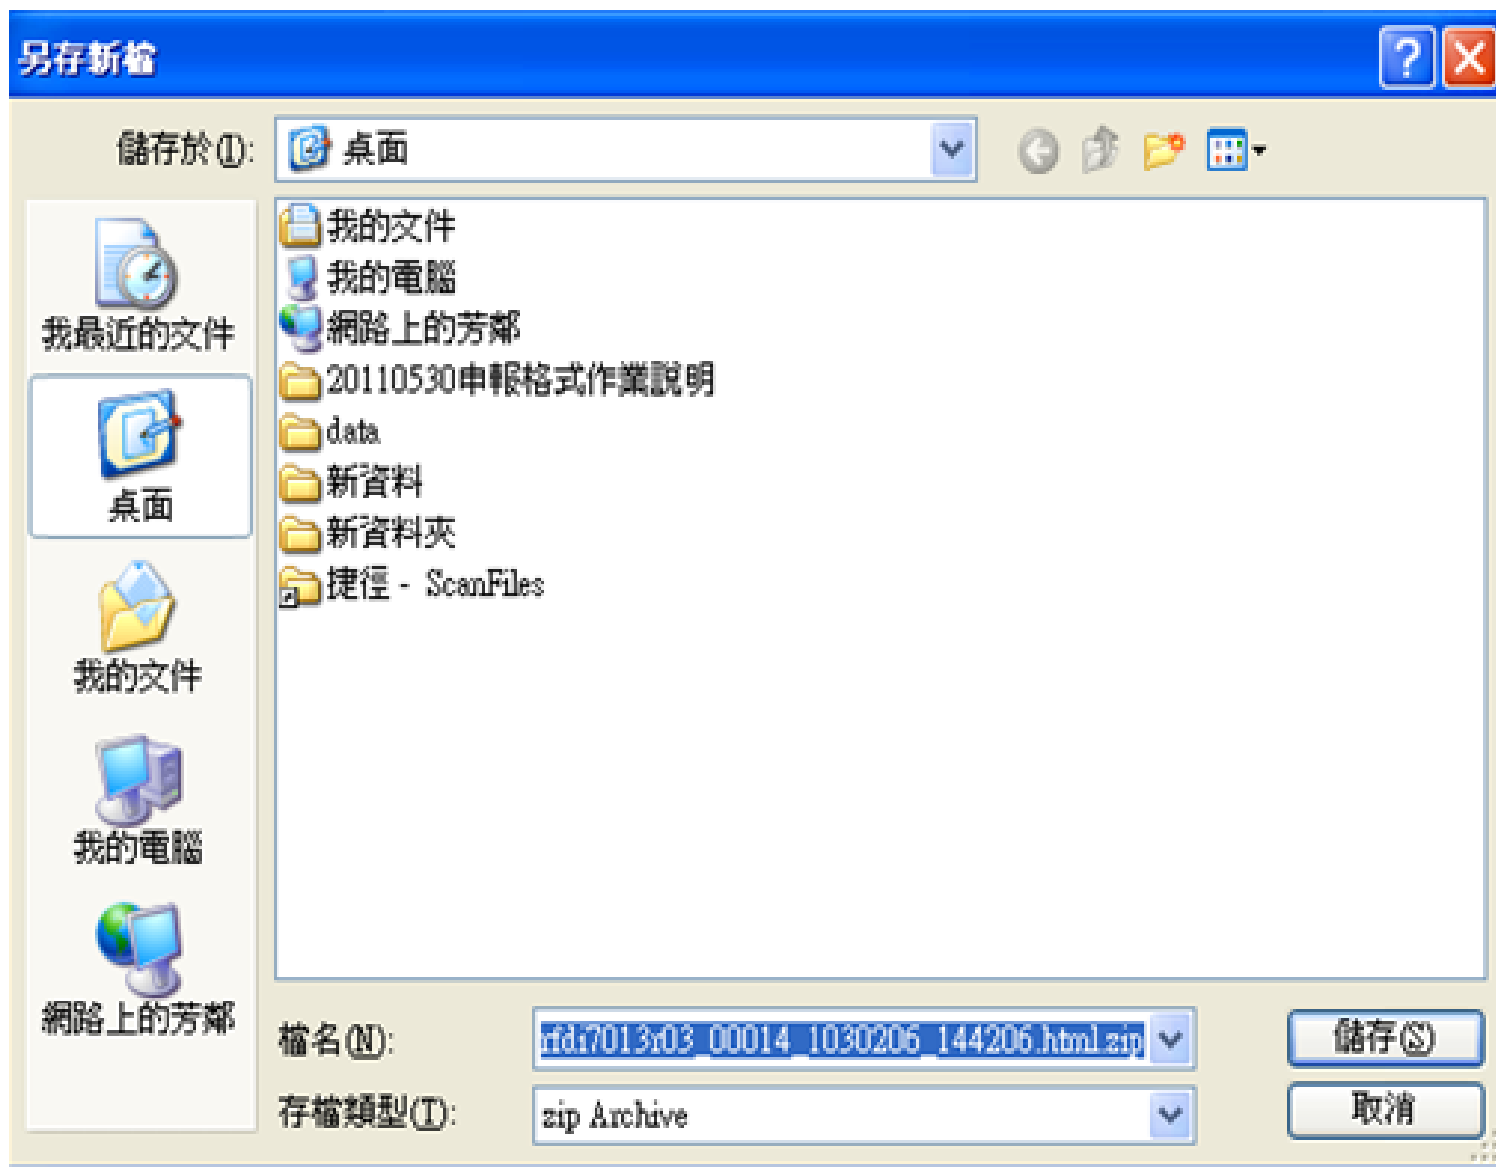 另存新檔
儲存於(I):
桌面
我最近的文件
桌面
我的文件
我的電腦
網路上的芳鄰
我的文件
我的電腦
網路上的芳鄰
20110530申報格式作業說明
data
新資料
新資料夾
捷徑 - ScanFiles
檔名(N):
rfdi7013r03_00014_1030206_144206.html.zip
儲存(S)
存檔類型(T):
zip Archive
取消